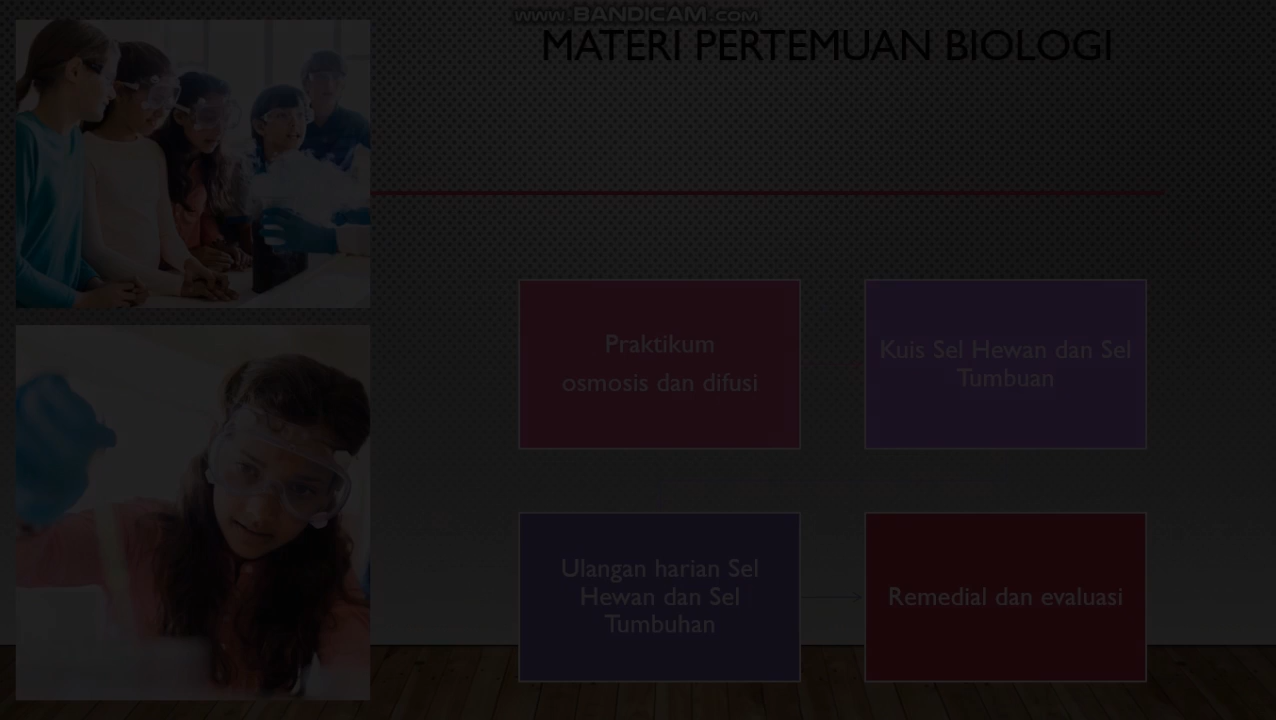 www.BANDICAM.com
MATERI PERTEMUAN BIOLOGI
Praktikum
osmosis dan difusi
Kuis Sel Hewan dan Sel
Tumbuan
Ulangan harian Sel
Hewan dan Sel
Tumbuhan
Remedial dan evaluasi